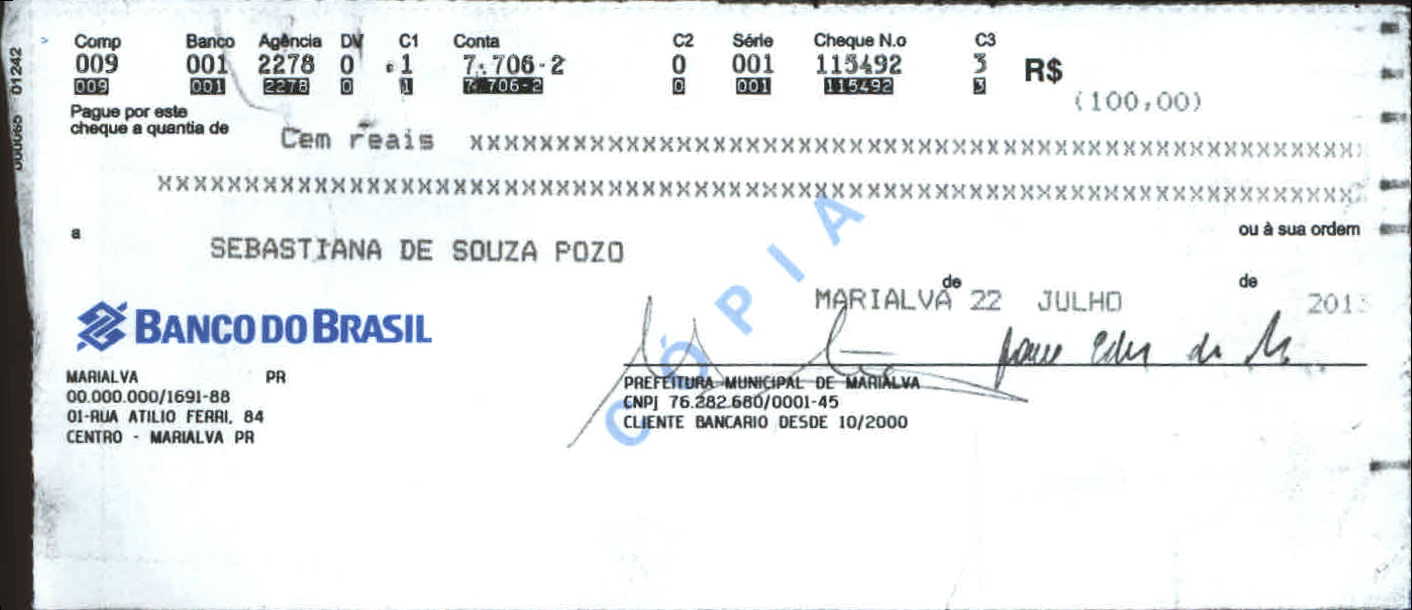 000065 01242
Comp Banco Agência DV C1 Conta C2 Série Cheque N.o C3
009 001 2278 0 1 7.706-2 0 001 115492 3 R$
009 001 2278 0 1 7.706-2 0 001 115492 3
(100,00)
Pague por este
cheque a quantia de Cem reais xxxxxxxxxxxxxxxxxxxxxxxxxxxxxxxxxxxxxxxxxxxxxxxxxxxx
xxxxxxxxxxxxxxxxxxxxxxxxxxxxxxxxxxxxxxxxxxxxxxxxxxxxxxxxxxxxxxxxxxxxx
a SEBASTIANA DE SOUZA POZO ou à sua ordem
MARIALVA de 22 JULHO de
CÓPIA
BANCO DO BRASIL
MARIALVA PR
00.000.000/1691-88
01-RUA ATILIO FERRI, 84
CENTRO - MARIALVA PR
PREFEITURA MUNICIPAL DE MARIALVA
CNPJ 76.282.680/0001-45
CLIENTE BANCARIO DESDE 10/2000